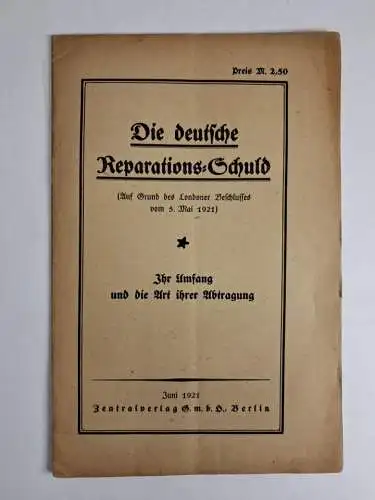 Preis M. 2,50
Die deutsche
Reparations-Schuld
(Auf Grund des Londoner Beschlusses
vom 5. Mai 1921)
Ihr Umfang
und die Art ihrer Abtragung
Juni 1921
Zentralverlag G. m. b. H., Berlin